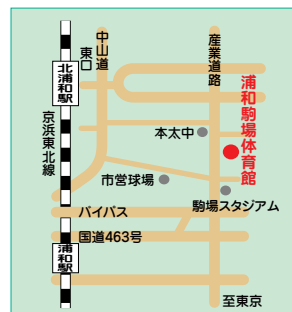 中山道
東口
産業道路
北浦和駅
浦和駒場体育館
京浜東北線
本太中
市営球場
駒場スタジアム
バイパス
国道463号
浦和駅
至東京